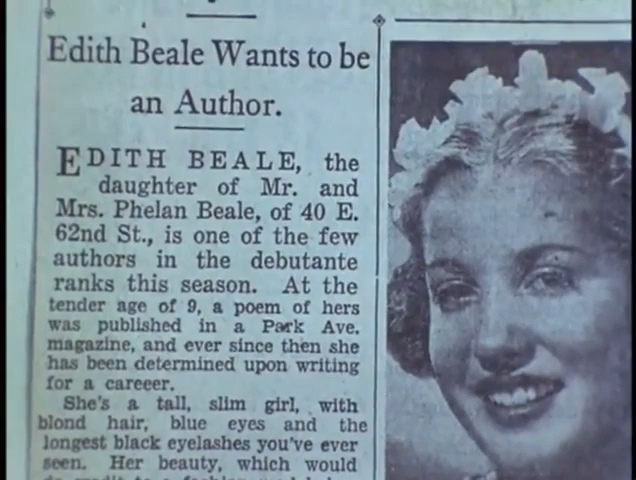 Edith Beale Wants to be
an Author.
EDITH BEALE, the
daughter of Mr. and
Mrs. Phelan Beale, of 40 E.
62nd St., is one of the few
authors in the debutante
ranks this season. At the
tender age of 9, a poem of hers
was published in a Park Ave.
magazine, and ever since then she
has been determined upon writing
for a careeer.
She's a tall, slim girl, with
blond hair, blue eyes and the
longest black eyelashes you've ever
seen. Her beauty, which would